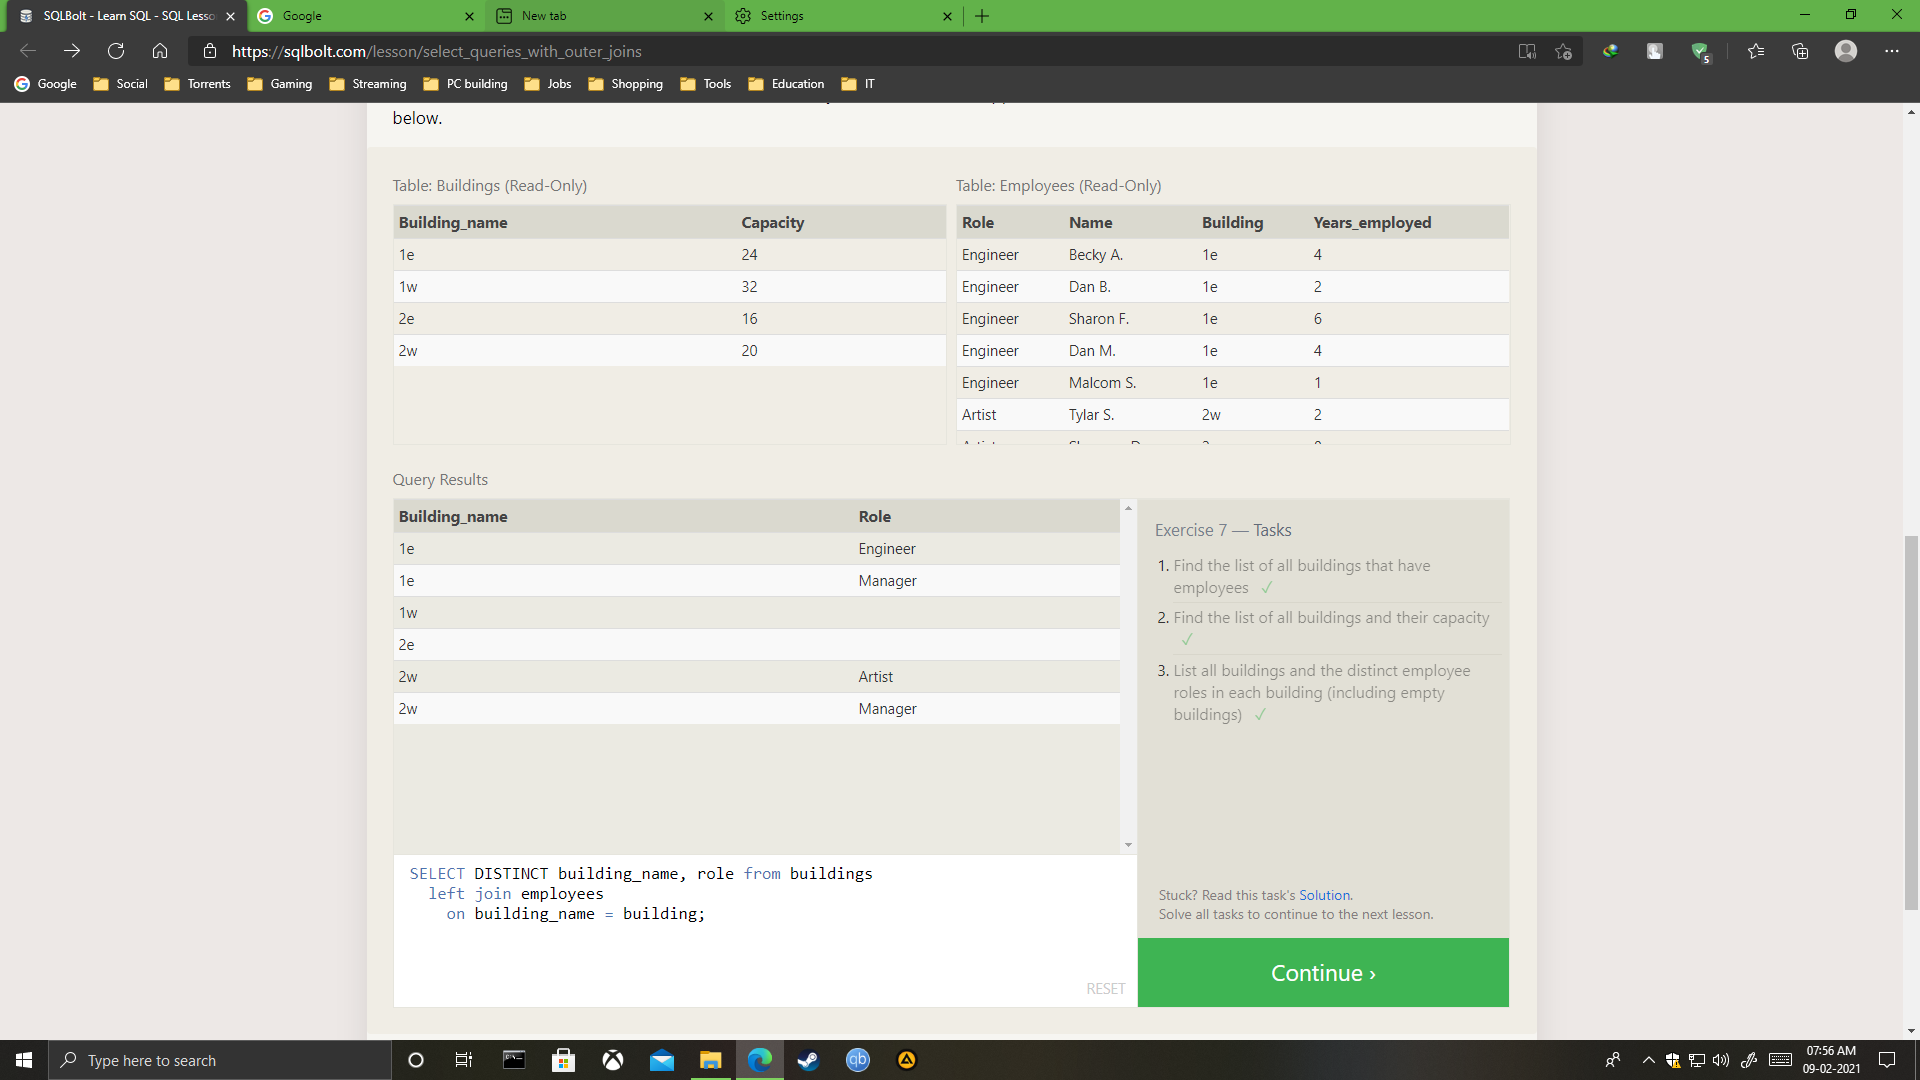 SQLBolt - Learn SQL - SQL Lesso
Google
New tab
Settings
https://sqlbolt.com/lesson/select_queries_with_outer_joins
5
Google
Social
Torrents
Gaming
Streaming
PC building
Jobs
Shopping
Tools
Education
IT
below.
Table: Buildings (Read-Only)
Building_name Capacity
1e 24
1w 32
2e 16
2w 20
Table: Employees (Read-Only)
Role Name Building Years_employed
Engineer Becky A. 1e 4
Engineer Dan B. 1e 2
Engineer Sharon F. 1e 6
Engineer Dan M. 1e 4
Engineer Malcom S. 1e 1
Artist Tylar S. 2w 2
Query Results
Building_name Role
1e Engineer
1e Manager
1w
2e
2w Artist
2w Manager
Exercise 7 — Tasks
1. Find the list of all buildings that have
employees ✓
2. Find the list of all buildings and their capacity
✓
3. List all buildings and the distinct employee
roles in each building (including empty
buildings) ✓
SELECT DISTINCT building_name, role from buildings
left join employees
on building_name = building;
RESET
Stuck? Read this task's Solution.
Solve all tasks to continue to the next lesson.
Continue ›
Type here to search
qb
07:56 AM
09-02-2021